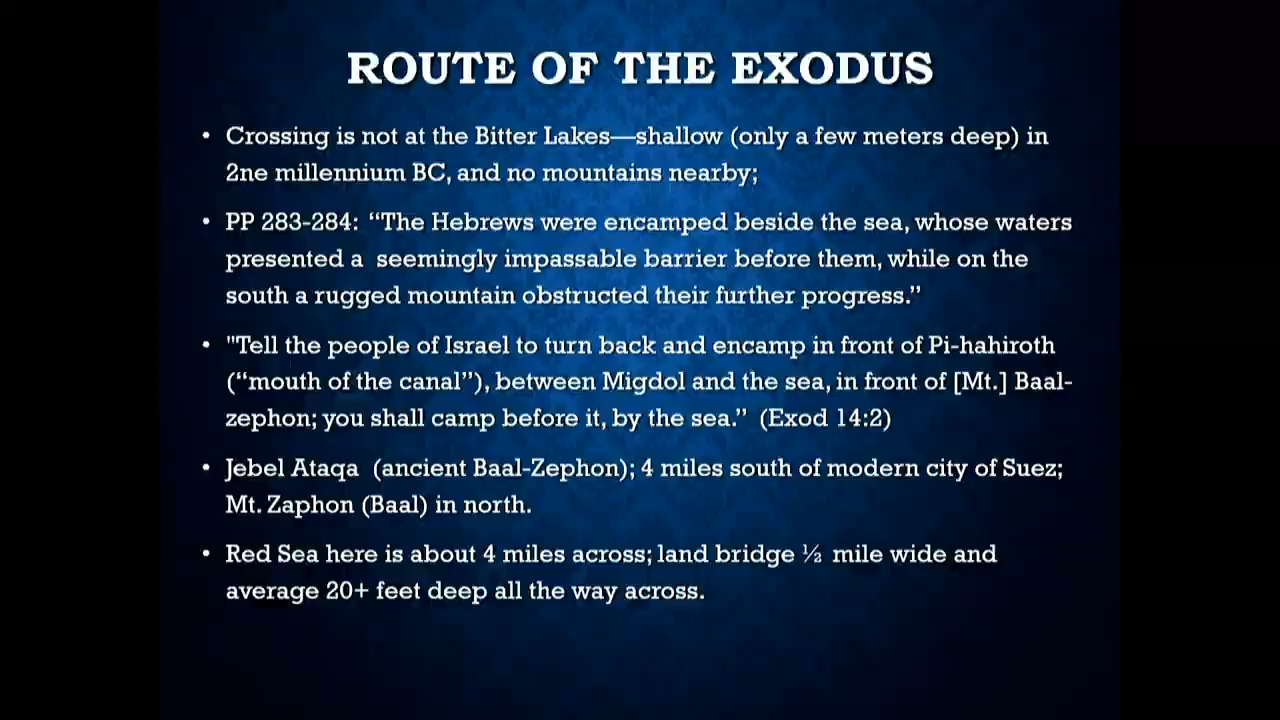 ROUTE OF THE EXODUS
• Crossing is not at the Bitter Lakes—shallow (only a few meters deep) in
2ne millennium BC, and no mountains nearby;
• PP 283-284: “The Hebrews were encamped beside the sea, whose waters
presented a seemingly impassable barrier before them, while on the
south a rugged mountain obstructed their further progress.”
• "Tell the people of Israel to turn back and encamp in front of Pi-hahiroth
(“mouth of the canal”), between Migdol and the sea, in front of [Mt.] Baal-
zephon; you shall camp before it, by the sea.” (Exod 14:2)
• Jebel Ataqa (ancient Baal-Zephon); 4 miles south of modern city of Suez;
Mt. Zaphon (Baal) in north.
• Red Sea here is about 4 miles across; land bridge ½ mile wide and
average 20+ feet deep all the way across.